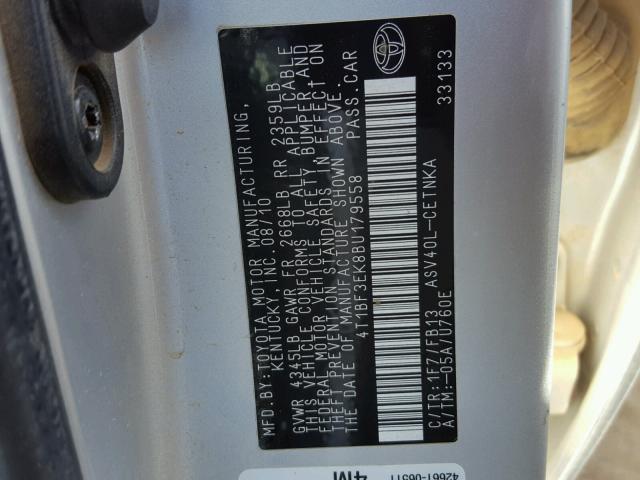 MFD.BY:TOYOTA MOTOR MANUFACTURING,
KENTUCKY, INC. 08/10
GVWR 4345LB GAWR FR 2668LB RR 2359LB
THIS VEHICLE CONFORMS TO ALL APPLICABLE
FEDERAL MOTOR VEHICLE SAFETY, BUMPER, AND
THEFT PREVENTION STANDARDS IN EFFECT ON
THE DATE OF MANUFACTURE SHOWN ABOVE.
4T1BF3EK8BU179558 PASS.CAR
C/TR:1F7/FB13 ASV40L-CETNKA
A/TM:-05A/U760E 33133
4M